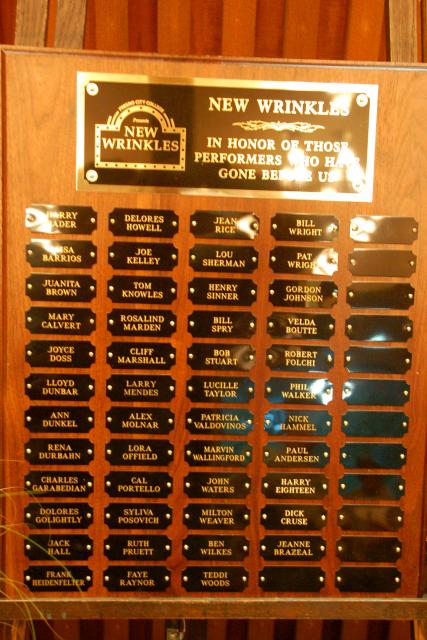 FRESNO CITY COLLEGE
Presents
NEW
WRINKLES
NEW WRINKLES
IN HONOR OF THOSE
PERFORMERS WHO HAVE
GONE BEFORE US
DELORES
HOWELL
JEAN
RICE
BILL
WRIGHT
BARRIOS
JOE
KELLEY
LOU
SHERMAN
PAT
WRIGHT
JUANITA
BROWN
TOM
KNOWLES
HENRY
SINNER
GORDON
JOHNSON
MARY
CALVERT
ROSALIND
MARDEN
BILL
SPRY
VELDA
BOUTTE
JOYCE
DOSS
CLIFF
MARSHALL
BOB
STUART
ROBERT
FOLCHI
LLOYD
DUNBAR
LARRY
MENDES
LUCILLE
TAYLOR
PHIL
WALKER
ANN
DUNKEL
ALEX
MOLNAR
PATRICIA
VALDOVINOS
NICK
HAMMEL
RENA
DURBAHN
LORA
OFFIELD
MARVIN
WALLINGFORD
PAUL
ANDERSEN
CHARLES
GARABEDIAN
CAL
PORTELLO
JOHN
WATERS
HARRY
EIGHTEEN
DOLORES
GOLIGHTLY
SYLIVA
POSOVICH
MILTON
WEAVER
DICK
CRUSE
JACK
HALL
RUTH
PRUETT
BEN
WILKES
JEANNE
BRAZEAL
FRANK
HEIDENFELTER
FAYE
RAYNOR
TEDDI
WOODS